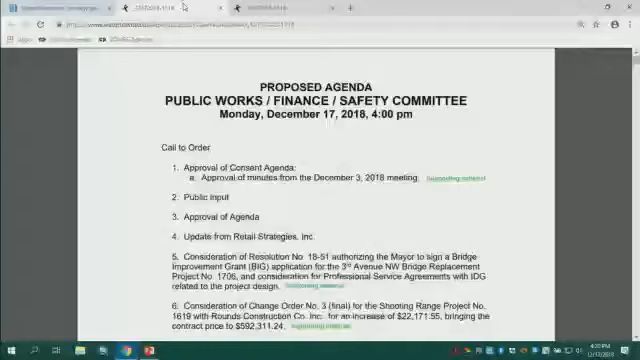 PROPOSED AGENDA
PUBLIC WORKS / FINANCE / SAFETY COMMITTEE
Monday, December 17, 2018, 4:00 pm
Call to Order
1. Approval of Consent Agenda:
a. Approval of minutes from the December 3, 2018 meeting.
2. Public Input
3. Approval of Agenda
4. Update from Retail Strategies, Inc.
5. Consideration of Resolution No. 18-51 authorizing the Mayor to sign a Bridge
Improvement Grant (BIG) application for the 3rd Avenue NW Bridge Replacement
Project No. 1706, and consideration for Professional Service Agreements with IDG
related to the project design.
6. Consideration of Change Order No. 3 (final) for the Shooting Range Project No.
1619 with Rounds Construction Co. Inc. for an increase of $22,171.55, bringing the
contract price to $592,311.24.
12/17/2018